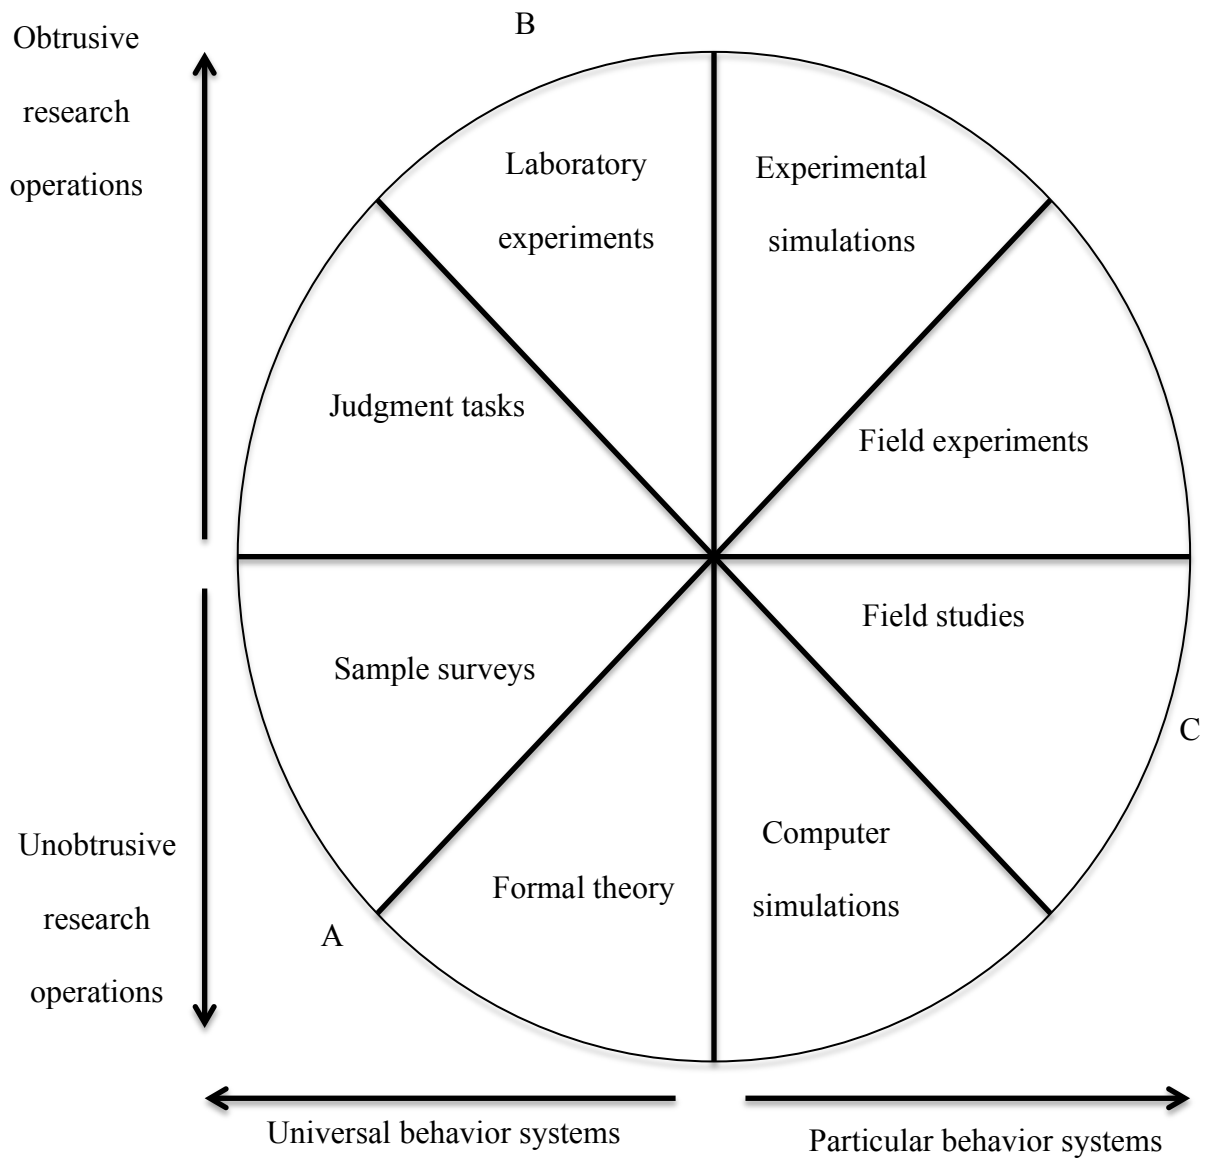 Obtrusive
research
operations
B
Laboratory
experiments
Experimental
simulations
Judgment tasks
Field experiments
Sample surveys
Field studies
C
Formal theory
Computer
simulations
A
Unobtrusive
research
operations
Universal behavior systems
Particular behavior systems